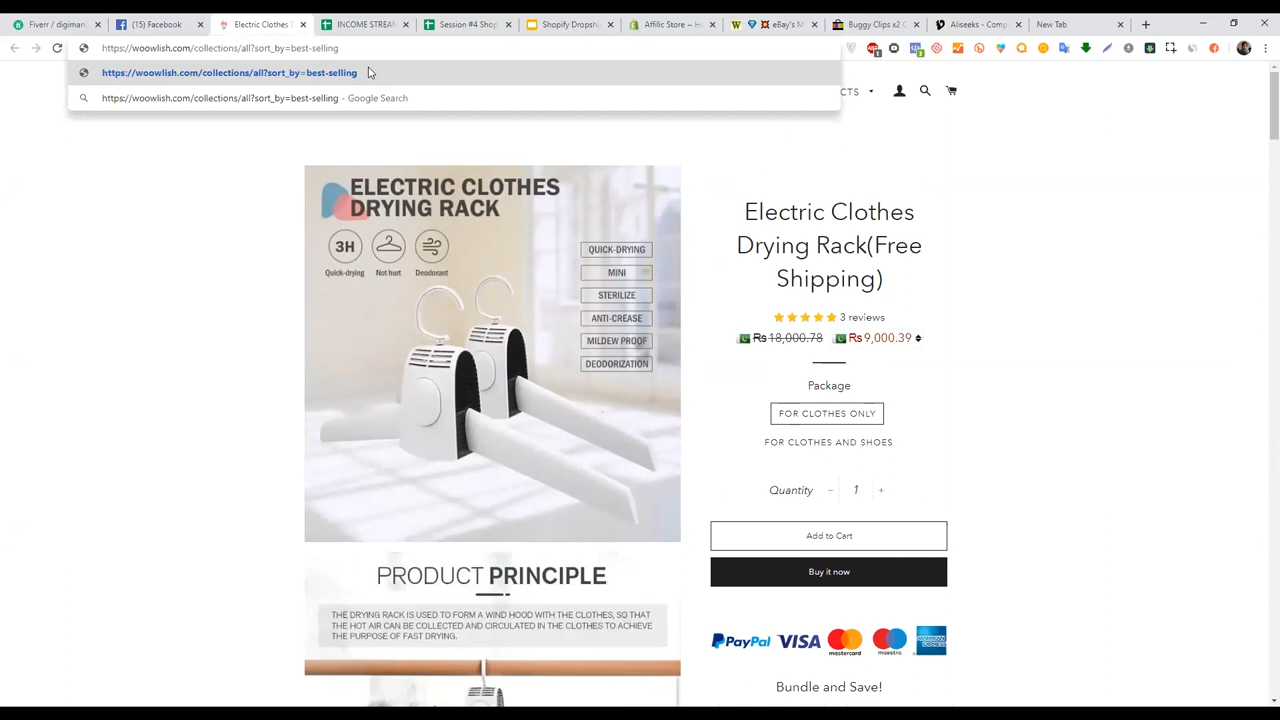 Fiverr / digiman
(15) Facebook
Electric Clothes
INCOME STREAM
Session #4 Shop
Shopify Dropshi
Affilic Store ~ H
eBay's M
Buggy Clips x2 C
Aliseeks - Comp
New Tab
https://woowlish.com/collections/all?sort_by=best-selling
https://woowlish.com/collections/all?sort_by=best-selling
https://woowlish.com/collections/all?sort_by=best-selling - Google Search
CTS
ELECTRIC CLOTHES
DRYING RACK
3H
Quick-drying Not hurt Deodorant
QUICK-DRYING
MINI
STERILIZE
ANTI-CREASE
MILDEW PROOF
DEODORIZATION
PRODUCT PRINCIPLE
THE DRYING RACK IS USED TO FORM A WIND HOOD WITH THE CLOTHES, SO THAT
THE HOT AIR CAN BE COLLECTED AND CIRCULATED IN THE CLOTHES TO ACHIEVE
THE PURPOSE OF FAST DRYING.
Electric Clothes
Drying Rack(Free
Shipping)
3 reviews
₨18,000.78 ₨9,000.39
Package
FOR CLOTHES ONLY
FOR CLOTHES AND SHOES
Quantity − 1 +
Add to Cart
Buy it now
PayPal VISA mastercard maestro AMERICAN EXPRESS
Bundle and Save!